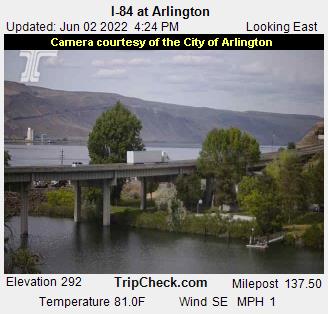 I-84 at Arlington
Updated: Jun 02 2022 4:24 PM Looking East
Camera courtesy of the City of Arlington
Elevation 292 TripCheck.com Milepost 137.50
Temperature 81.0F Wind SE MPH 1